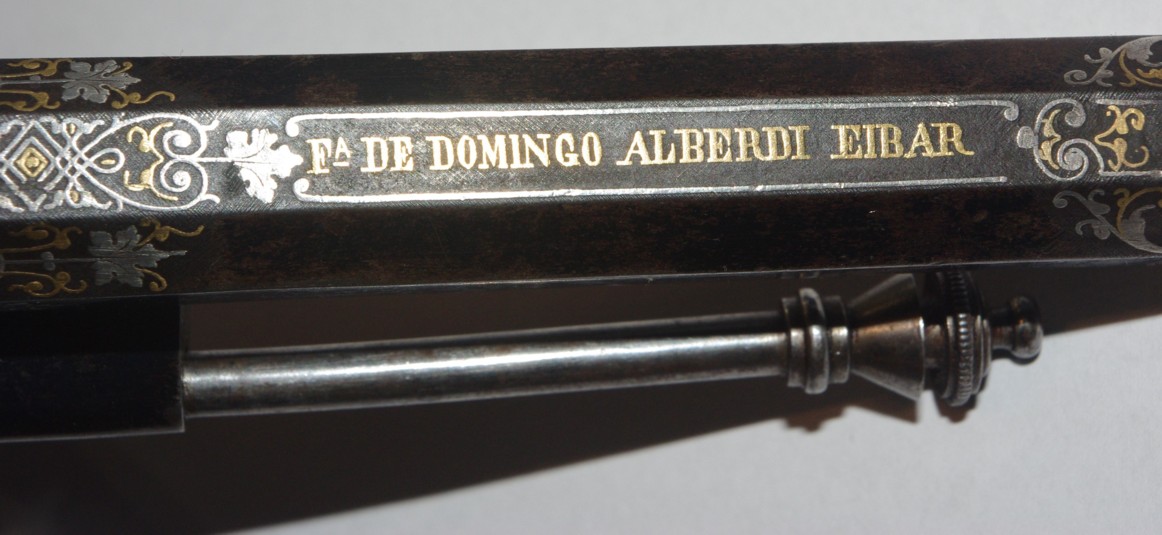 Fᴬ DE DOMINGO ALBERDI EIBAR